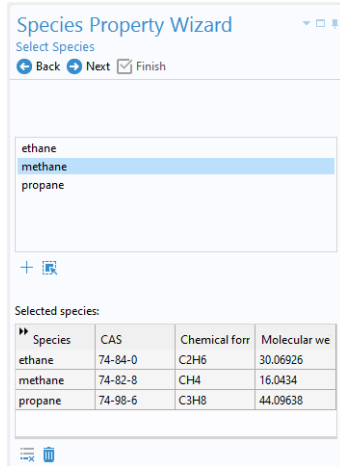 Species Property Wizard
Select Species
Back Next Finish
ethane
methane
propane
Selected species:
Species CAS Chemical forr Molecular we
ethane 74-84-0 C2H6 30.06926
methane 74-82-8 CH4 16.0434
propane 74-98-6 C3H8 44.09638